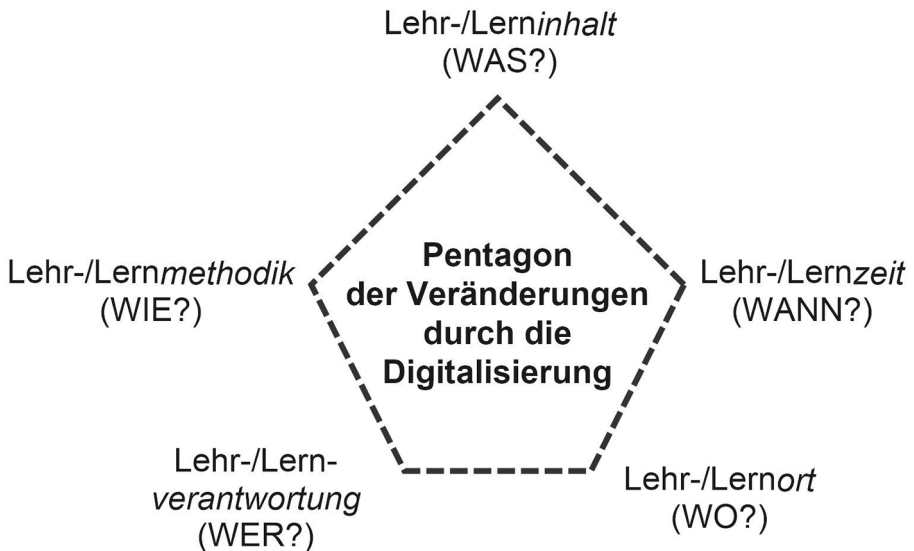 Lehr-/Lerninhalt
(WAS?)
Lehr-/Lernmethodik
(WIE?)
Pentagon
der Veränderungen
durch die
Digitalisierung
Lehr-/Lernzeit
(WANN?)
Lehr-/Lern-
verantwortung
(WER?)
Lehr-/Lernort
(WO?)